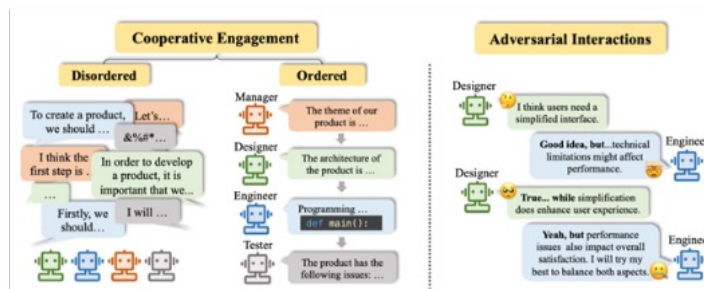 Cooperative Engagement
Disordered
To create a product,
we should …
Let's…
&%#*…
I think the
first step is …
In order to develop
a product, it is
important that we...
…
Firstly, we
should…
I will …
Ordered
Manager
The theme of our
product is …
Designer
The architecture of
the product is …
Engineer
Programming …
def main():
Tester
The product has the
following issues: …
Adversarial Interactions
Designer
I think users need a
simplified interface.
Engine
Good idea, but...technical
limitations might affect
performance.
Designer
True... while simplification
does enhance user experience.
Engine
Yeah, but performance
issues also impact overall
satisfaction. I will try my
best to balance both aspects.